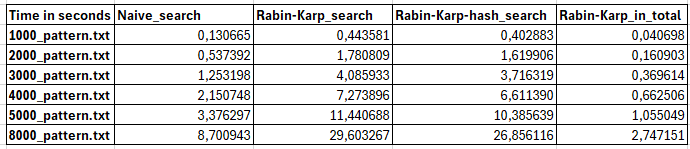 Time in seconds Naive_search Rabin-Karp_search Rabin-Karp-hash_search Rabin-Karp_in_total
1000_pattern.txt 0,130665 0,443581 0,402883 0,040698
2000_pattern.txt 0,537392 1,780809 1,619906 0,160903
3000_pattern.txt 1,253198 4,085933 3,716319 0,369614
4000_pattern.txt 2,150748 7,273896 6,611390 0,662506
5000_pattern.txt 3,376297 11,440688 10,385639 1,055049
8000_pattern.txt 8,700943 29,603267 26,856116 2,747151